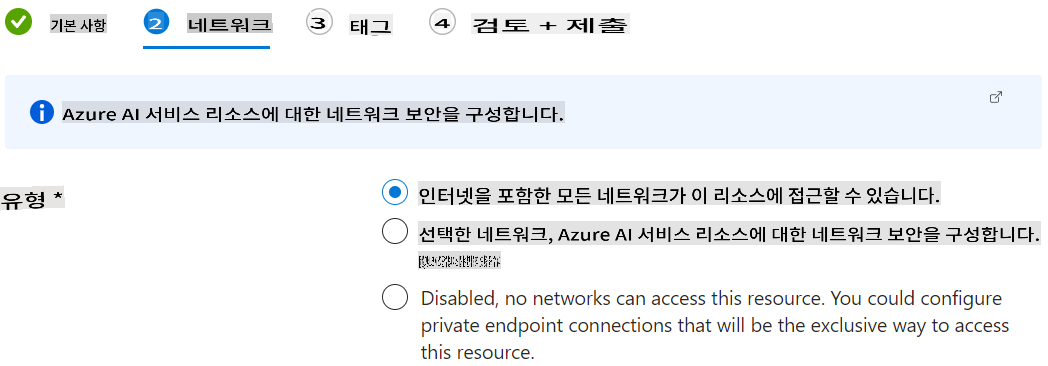 기본 사항
2 네트워크
3 태그
4 검토 + 제출
Azure AI 서비스 리소스에 대한 네트워크 보안을 구성합니다.
유형 *
인터넷을 포함한 모든 네트워크가 이 리소스에 접근할 수 있습니다.
선택한 네트워크, Azure AI 서비스 리소스에 대한 네트워크 보안을 구성합니다.
Disabled, no networks can access this resource. You could configure
private endpoint connections that will be the exclusive way to access
this resource.